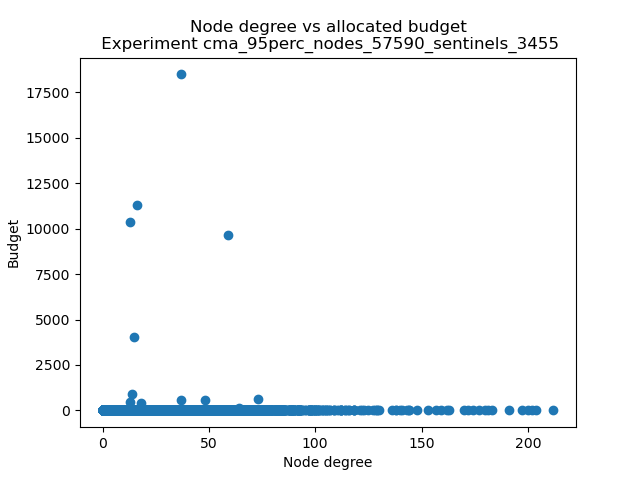 Node degree vs allocated budget
Experiment cma_95perc_nodes_57590_sentinels_3455
17500
15000
12500
10000
7500
5000
2500
0
Budget
0 50 100 150 200
Node degree